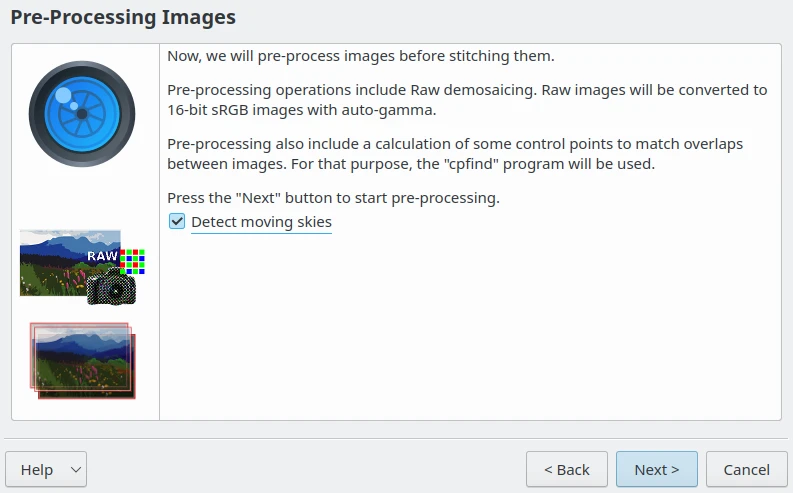 Pre-Processing Images
Now, we will pre-process images before stitching them.
Pre-processing operations include Raw demosaicing. Raw images will be converted to
16-bit sRGB images with auto-gamma.
Pre-processing also include a calculation of some control points to match overlaps
between images. For that purpose, the "cpfind" program will be used.
Press the "Next" button to start pre-processing.
Detect moving skies
RAW
Help
< Back
Next >
Cancel